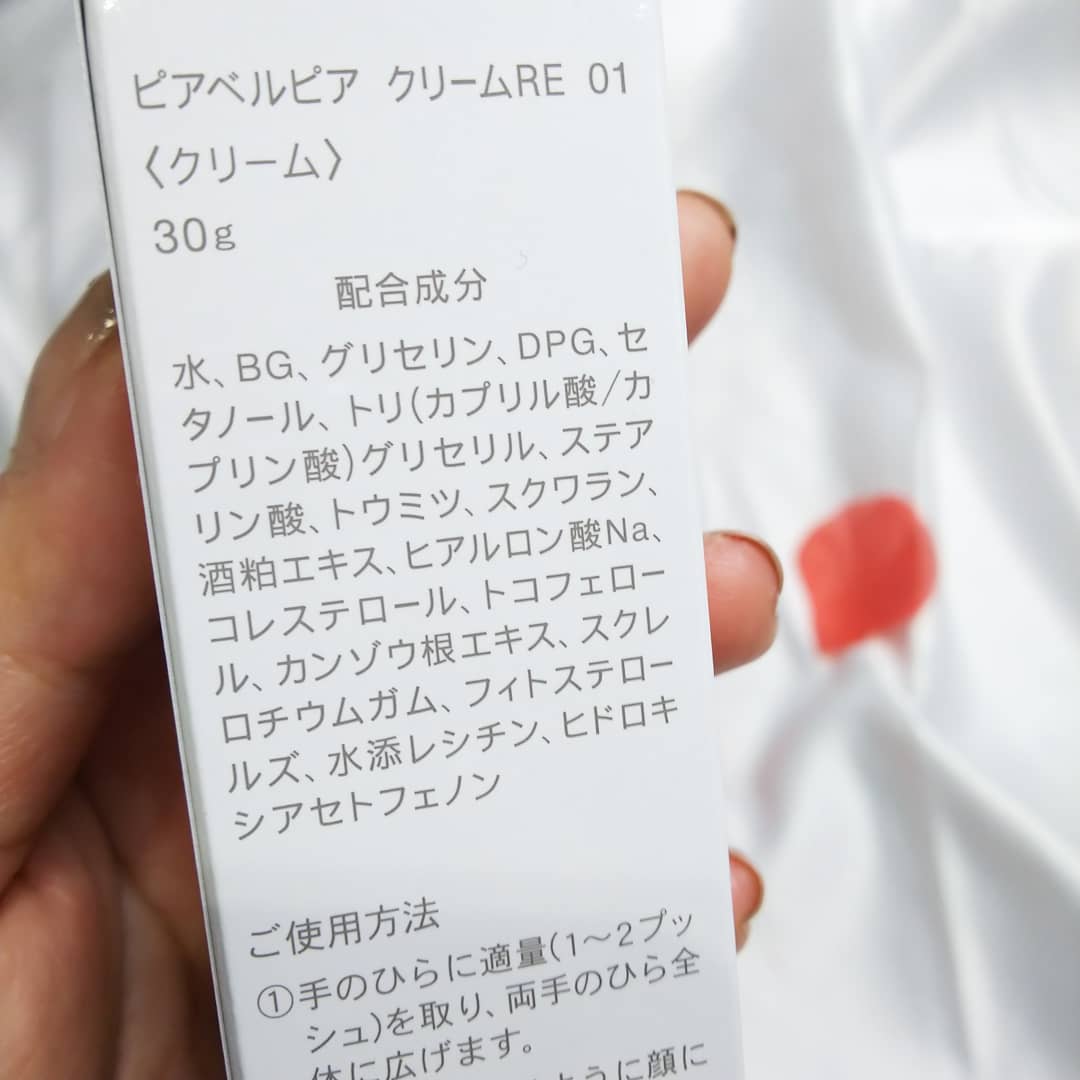 ピアベルピア クリームRE 01
〈クリーム〉
30g
配合成分
水、BG、グリセリン、DPG、セ
タノール、トリ(カプリル酸/カ
プリン酸)グリセリル、ステア
リン酸、トウミツ、スクワラン、
酒粕エキス、ヒアルロン酸Na、
コレステロール、トコフェロー
ル、カンゾウ根エキス、スクレ
ロチウムガム、フィトステロー
ルズ、水添レシチン、ヒドロキ
シアセトフェノン
ご使用方法
①手のひらに適量(1〜2プッ
シュ)を取り、両手のひら全
体に広げます。
ように顔に